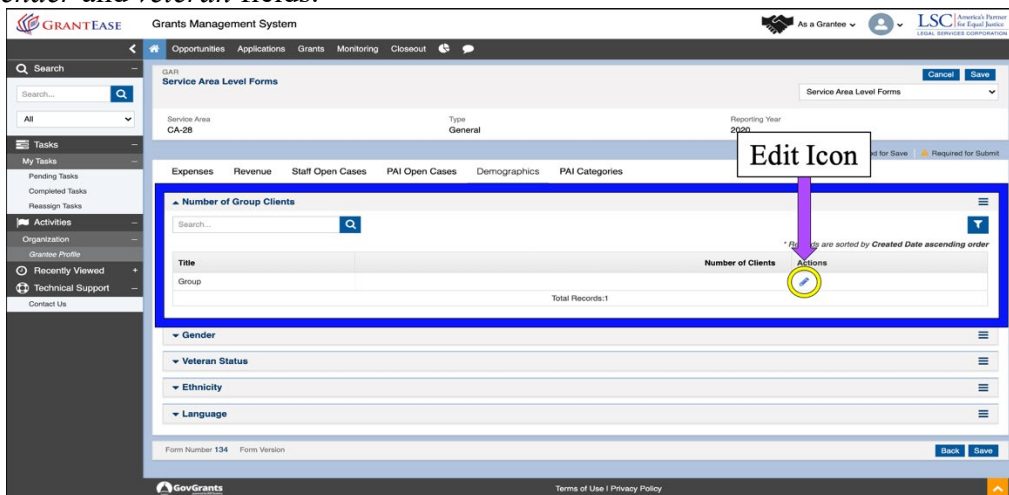 ender and veteran fields.
GRANTEASE
Grants Management System
As a Grantee
LSC America's Partner for Equal Justice
LEGAL SERVICES CORPORATION
Opportunities Applications Grants Monitoring Closeout
Search
Search...
All
Tasks
My Tasks
Pending Tasks
Completed Tasks
Reassign Tasks
Activities
Organization
Grantee Profile
Recently Viewed
Technical Support
Contact Us
GAR
Service Area Level Forms
Cancel Save
Service Area Level Forms
Service Area Type Reporting Year
CA-28 General 2020
Edit Icon
d for Save Required for Submit
Expenses Revenue Staff Open Cases PAI Open Cases Demographics PAI Categories
Number of Group Clients
Search...
* Records are sorted by Created Date ascending order
Title Number of Clients Actions
Group
Total Records:1
Gender
Veteran Status
Ethnicity
Language
Form Number 134 Form Version
Back Save
GovGrants
Terms of Use | Privacy Policy